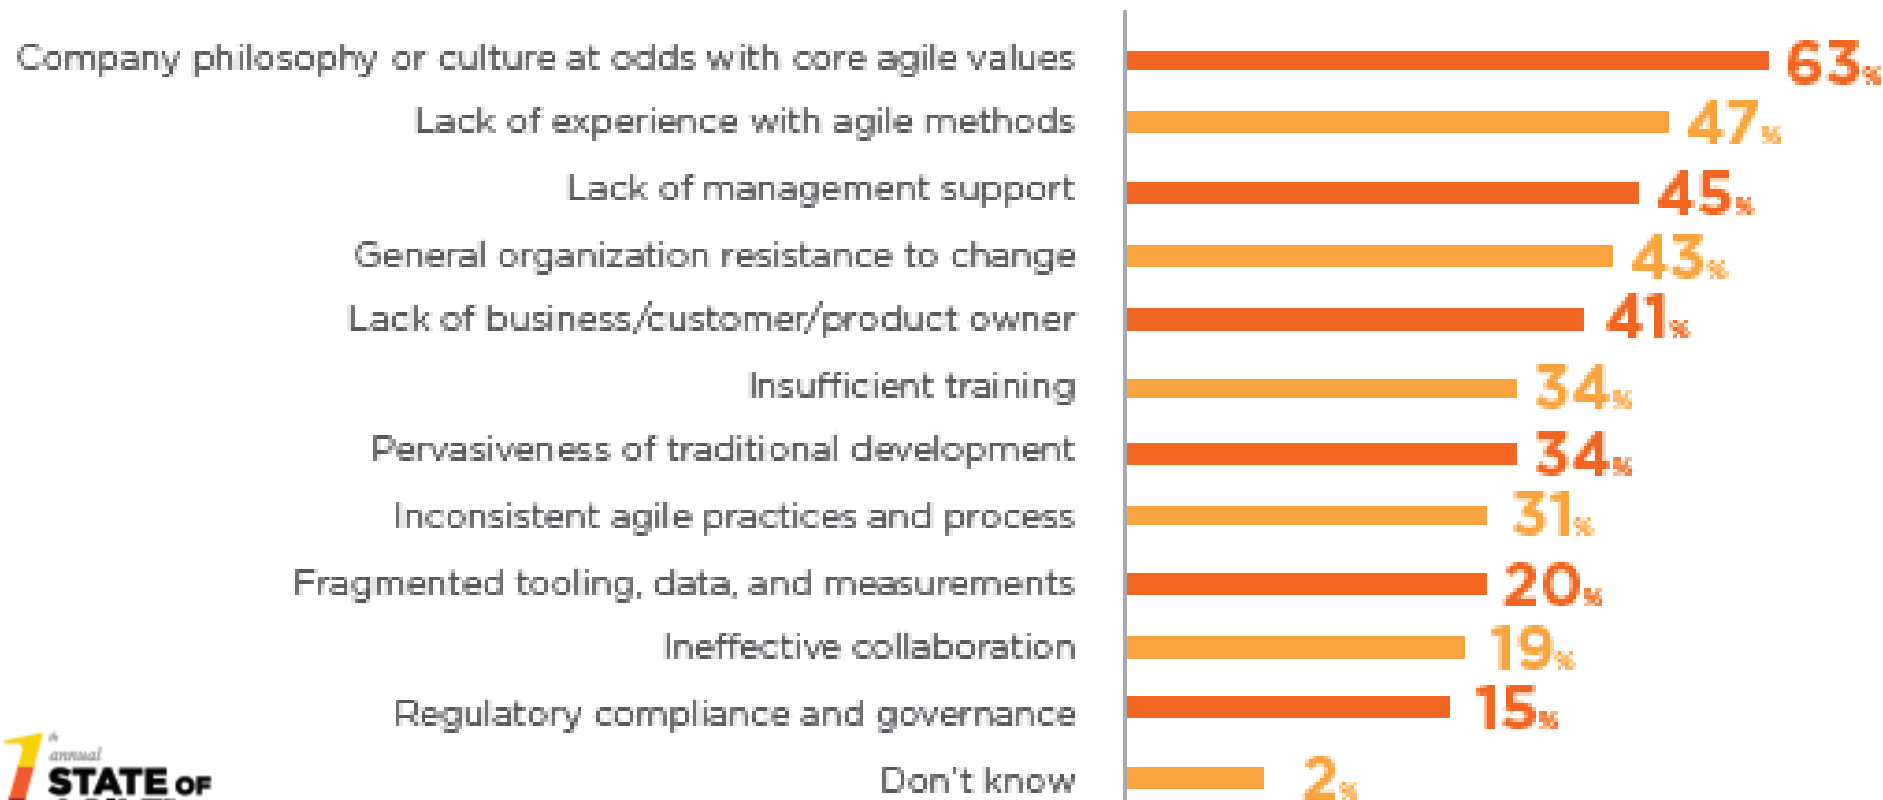 Company philosophy or culture at odds with core agile values 63%
Lack of experience with agile methods 47%
Lack of management support 45%
General organization resistance to change 43%
Lack of business/customer/product owner 41%
Insufficient training 34%
Pervasiveness of traditional development 34%
Inconsistent agile practices and process 31%
Fragmented tooling, data, and measurements 20%
Ineffective collaboration 19%
Regulatory compliance and governance 15%
Don't know 2%
th
annual
STATE OF